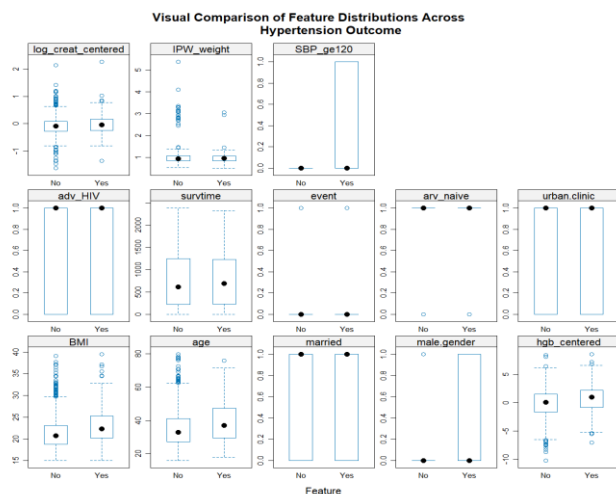 Visual Comparison of Feature Distributions Across
Hypertension Outcome
log_creat_centered IPW_weight SBP_ge120
2 5 1.0
1 4 0.8
0 3 0.6
-1 2 0.4
1 0.2
0.0
No Yes No Yes No Yes
adv_HIV survtime event arv_naive urban.clinic
1.0 2000 1.0 1.0 1.0
0.8 1500 0.8 0.8 0.8
0.6 1000 0.6 0.6 0.6
0.4 500 0.4 0.4 0.4
0.2 0 0.2 0.2 0.2
0.0 0.0 0.0 0.0
No Yes No Yes No Yes No Yes No Yes
BMI age married male.gender hgb_centered
40 80 1.0 1.0 5
35 60 0.8 0.8 0
30 40 0.6 0.6 -5
25 20 0.4 0.4 -10
20 0.2 0.2
15 0.0 0.0
No Yes No Yes No Yes No Yes No Yes
Feature